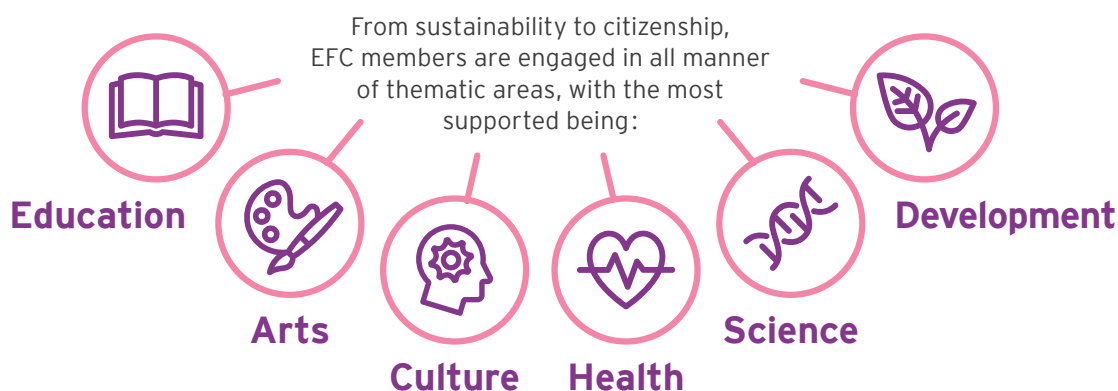 From sustainability to citizenship,
EFC members are engaged in all manner
of thematic areas, with the most
supported being:
Education
Arts
Culture
Health
Science
Development